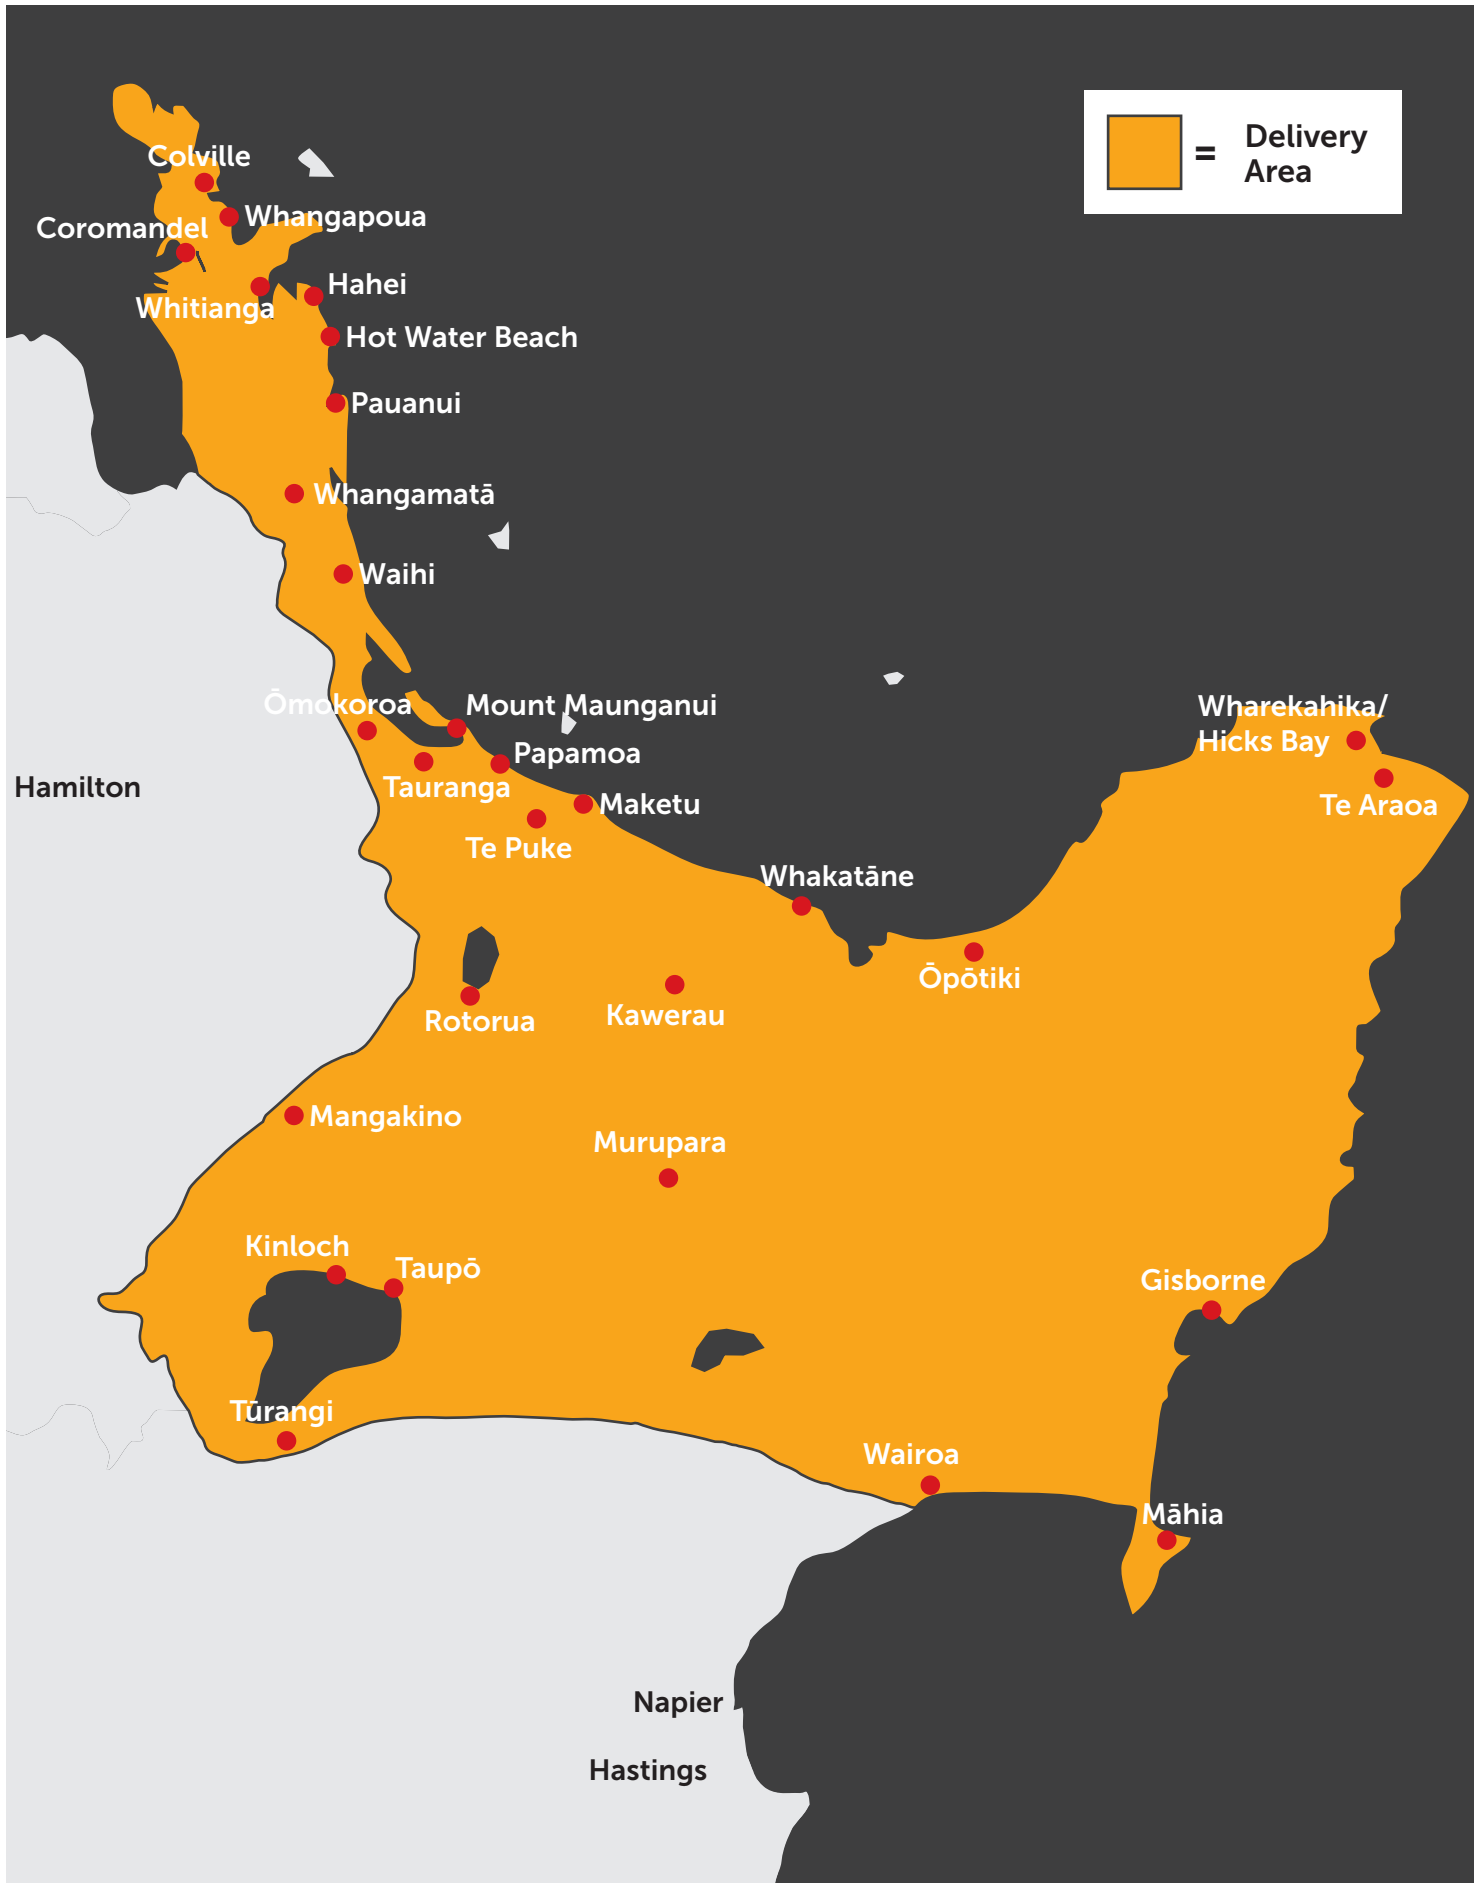 = Delivery
Area
Colville
Whangapoua
Coromandel
Hahei
Whitianga
Hot Water Beach
Pauanui
Whangamatā
Waihi
Ōmokoroa
Mount Maunganui
Wharekahika/
Hicks Bay
Papamoa
Hamilton
Tauranga
Maketu
Te Araoa
Te Puke
Whakatāne
Ōpōtiki
Rotorua
Kawerau
Mangakino
Murupara
Kinloch
Taupō
Gisborne
Tūrangi
Wairoa
Māhia
Napier
Hastings